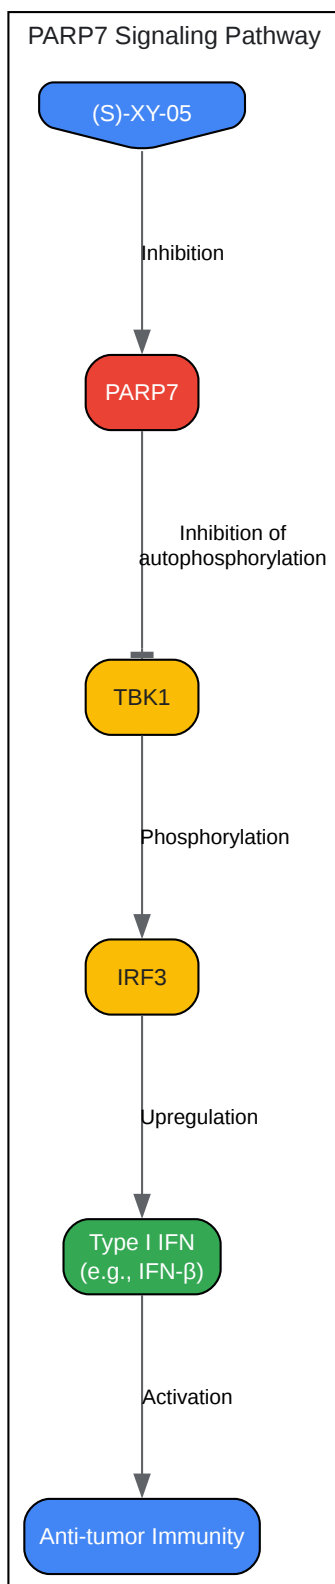 PARP7 Signaling Pathway
(S)-XY-05
Inhibition
PARP7
Inhibition of
autophosphorylation
TBK1
Phosphorylation
IRF3
Upregulation
Type I IFN
(e.g., IFN-β)
Activation
Anti-tumor Immunity